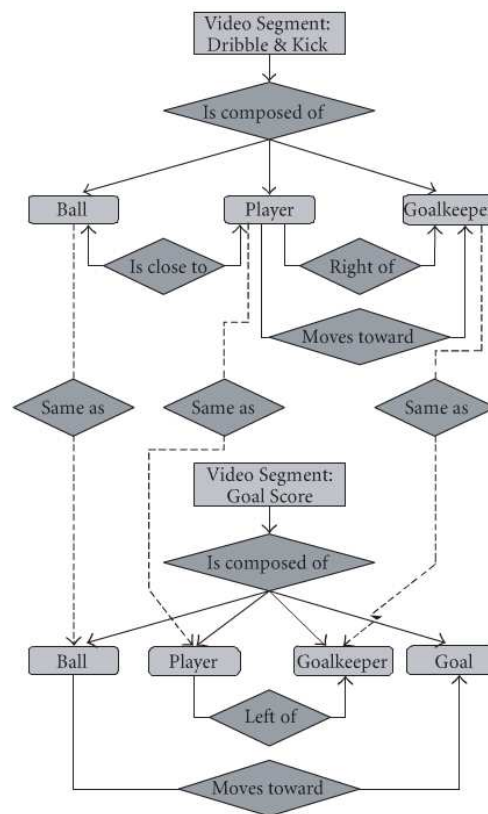 Video Segment:
Dribble & Kick
Is composed of
Ball
Player
Goalkeeper
Is close to
Right of
Moves toward
Same as
Same as
Same as
Video Segment:
Goal Score
Is composed of
Ball
Player
Goalkeeper
Goal
Left of
Moves toward